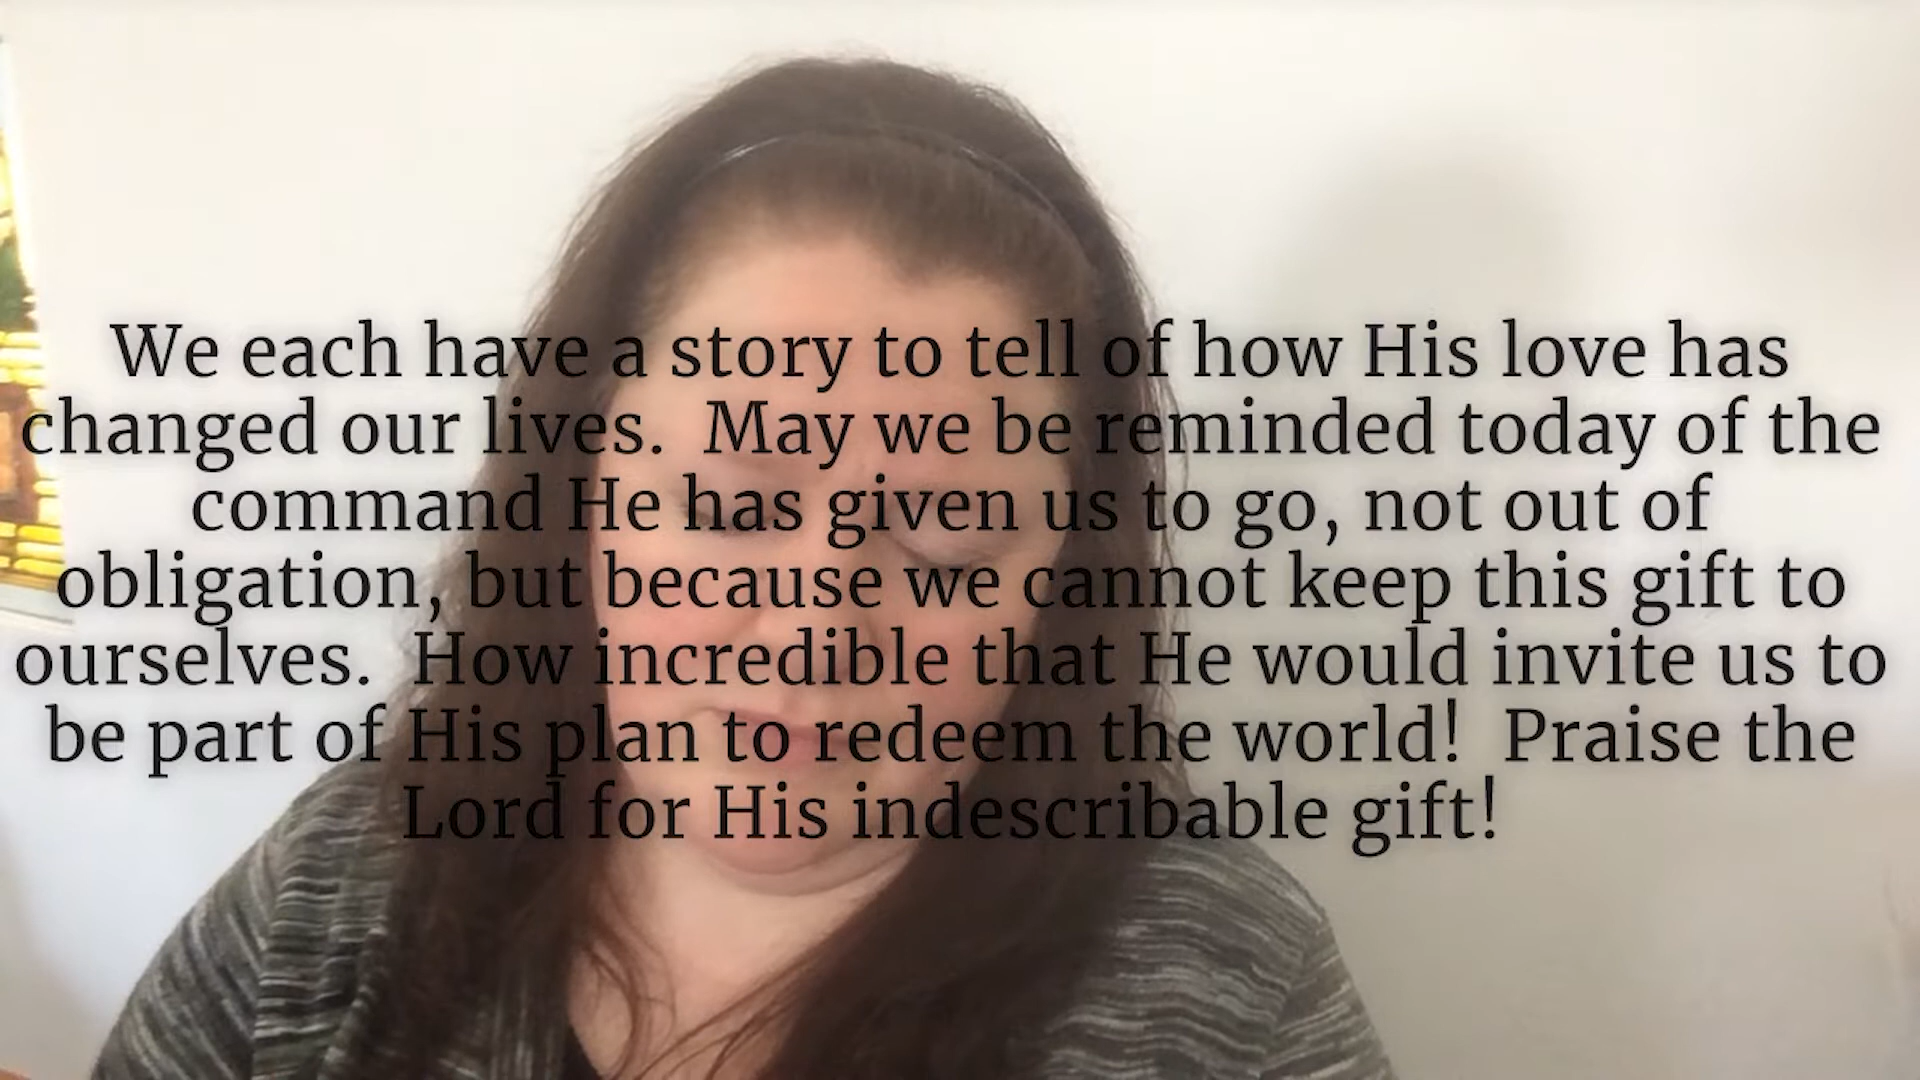 We each have a story to tell of how His love has
changed our lives.  May we be reminded today of the
command He has given us to go, not out of
obligation, but because we cannot keep this gift to
ourselves.  How incredible that He would invite us to
be part of His plan to redeem the world!  Praise the
Lord for His indescribable gift!